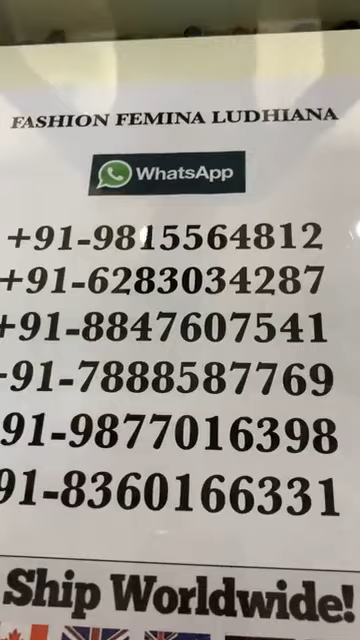 FASHION FEMINA LUDHIANA
WhatsApp
+91-9815564812
+91-6283034287
+91-8847607541
-91-7888587769
91-9877016398
91-8360166331
Ship Worldwide!